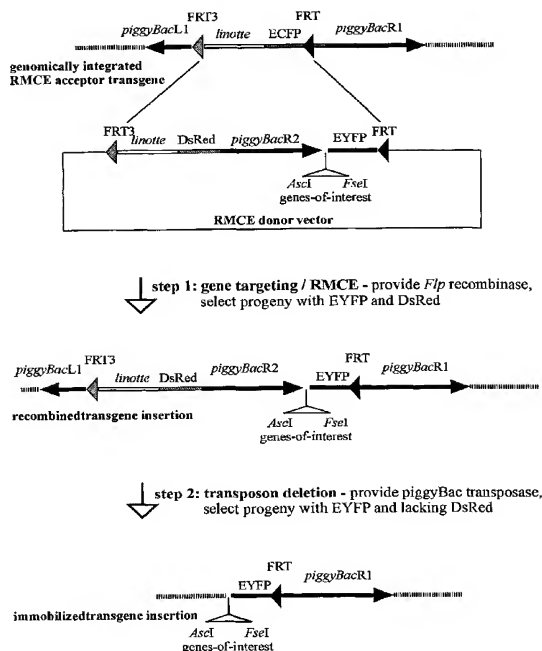 FRT3 FRT
piggyBacL1 linotte ECFP piggyBacR1
genomically integrated
RMCE acceptor transgene
FRT3 FRT
linotte DsRed piggyBacR2 EYFP
AscI FseI
genes-of-interest
RMCE donor vector
step 1: gene targeting / RMCE - provide Flp recombinase,
select progeny with EYFP and DsRed
FRT
piggyBacL1 FRT3 piggyBacR2 EYFP piggyBacR1
linotte DsRed
recombinedtransgene insertion
AscI FseI
genes-of-interest
step 2: transposon deletion - provide piggyBac transposase,
select progeny with EYFP and lacking DsRed
FRT
EYFP piggyBacR1
immobilizedtransgene insertion
AscI FseI
genes-of-interest